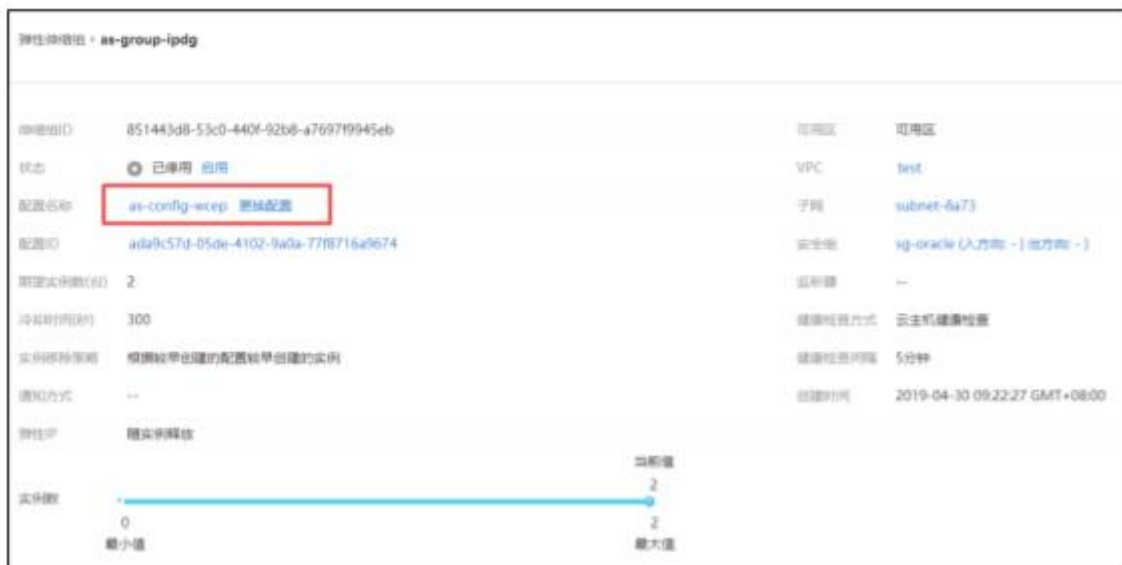 弹性伸缩组 › as-group-ipdg
伸缩组ID 851443d8-53c0-440f-92b8-a7697f9945eb
可用区 可用区
状态 已停用 启用
VPC test
配置名称 as-config-wcep 更换配置
子网 subnet-8a73
配置ID ada9c57d-05de-4102-9a0a-77f8716a9674
安全组 sg-oracle (入方向: - | 出方向: - )
期望实例数(台) 2
监听器 --
冷却时间(秒) 300
健康检查方式 云主机健康检查
实例移除策略 根据较早创建的配置较早创建的实例
健康检查间隔 5分钟
通知方式 --
创建时间 2019-04-30 09:22:27 GMT+08:00
弹性IP 随实例释放
当前值
2
实例数
0 2
最小值 最大值